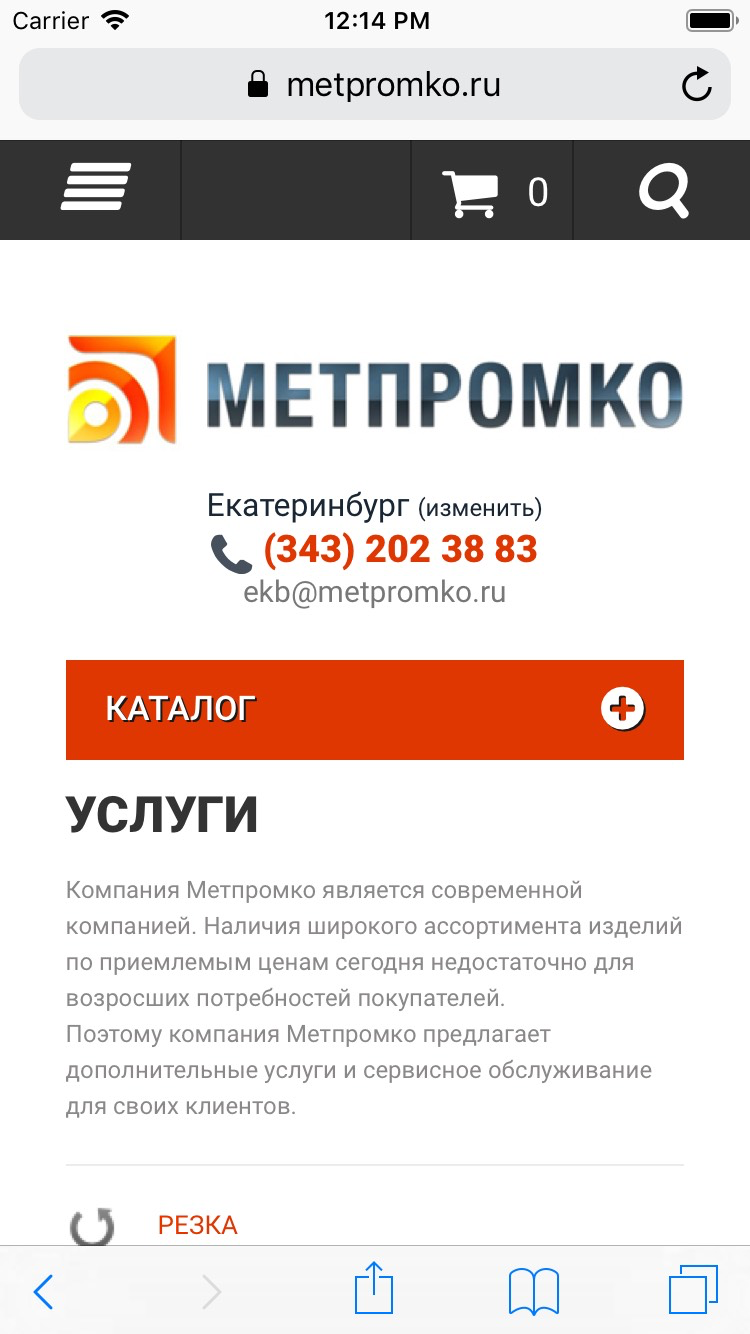 Carrier 12:14 PM
metpromko.ru
0
МЕТПРОМКО
Екатеринбург (изменить)
(343) 202 38 83
ekb@metpromko.ru
КАТАЛОГ
УСЛУГИ
Компания Метпромко является современной
компанией. Наличия широкого ассортимента изделий
по приемлемым ценам сегодня недостаточно для
возросших потребностей покупателей.
Поэтому компания Метпромко предлагает
дополнительные услуги и сервисное обслуживание
для своих клиентов.
РЕЗКА